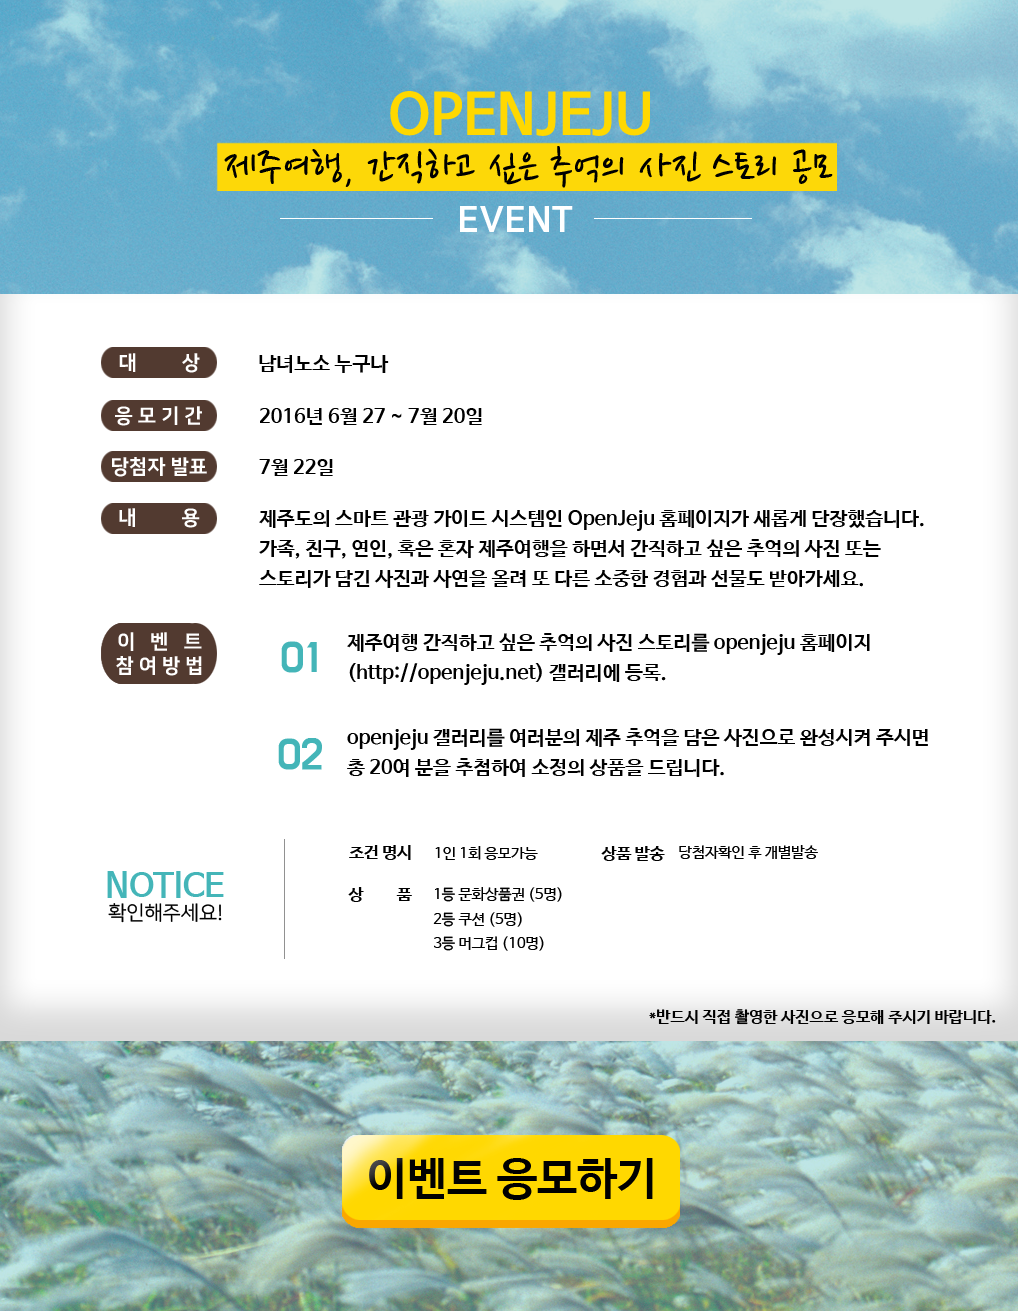 OPENJEJU
제주여행, 간직하고 싶은 추억의 사진 스토리 공모
EVENT
대 상 남녀노소 누구나
응 모 기 간 2016년 6월 27 ~ 7월 20일
당첨자 발표 7월 22일
내 용 제주도의 스마트 관광 가이드 시스템인 OpenJeju 홈페이지가 새롭게 단장했습니다.
가족, 친구, 연인, 혹은 혼자 제주여행을 하면서 간직하고 싶은 추억의 사진 또는
스토리가 담긴 사진과 사연을 올려 또 다른 소중한 경험과 선물도 받아가세요.
이 벤 트
참 여 방 법
01 제주여행 간직하고 싶은 추억의 사진 스토리를 openjeju 홈페이지
(http://openjeju.net) 갤러리에 등록.
02 openjeju 갤러리를 여러분의 제주 추억을 담은 사진으로 완성시켜 주시면
총 20여 분을 추첨하여 소정의 상품을 드립니다.
NOTICE
확인해주세요!
조건 명시 1인 1회 응모가능 상품 발송 당첨자확인 후 개별발송
상 품 1등 문화상품권 (5명)
2등 쿠션 (5명)
3등 머그컵 (10명)
*반드시 직접 촬영한 사진으로 응모해 주시기 바랍니다.
이벤트 응모하기